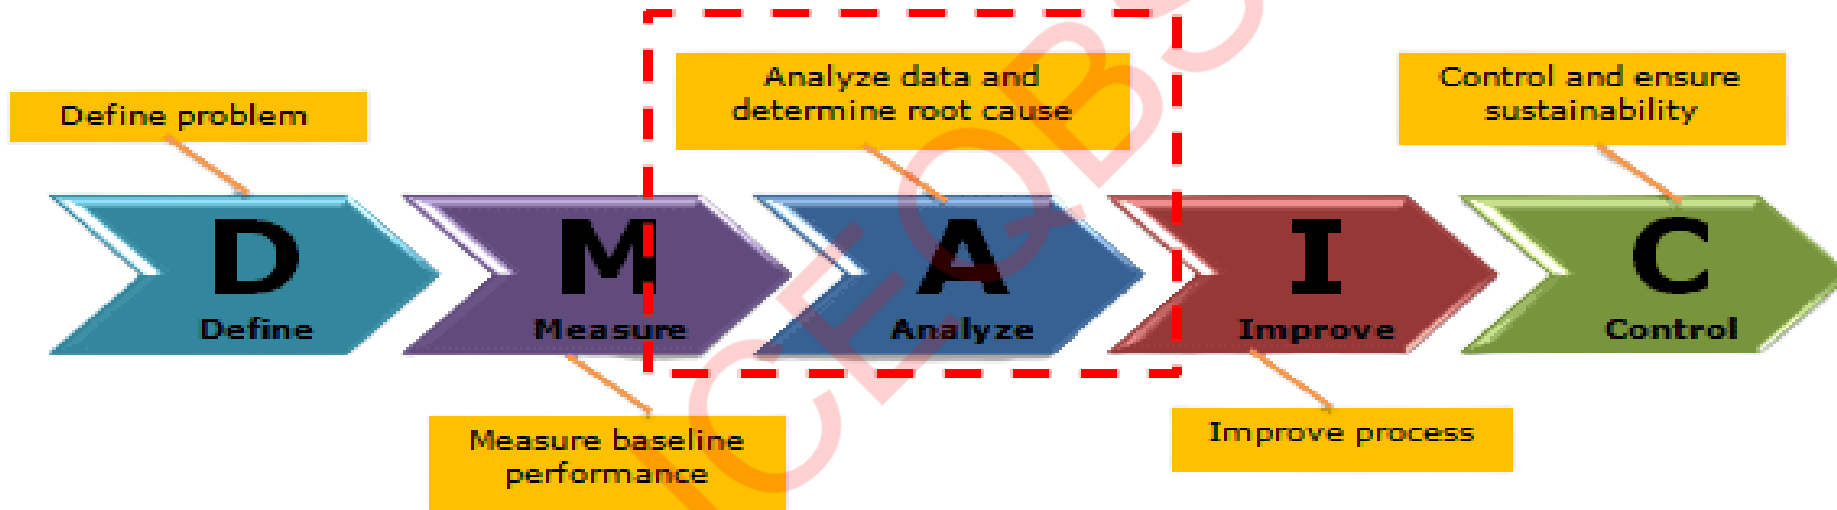 Define problem
Analyze data and
determine root cause
Control and ensure
sustainability
D
Define
M
Measure
A
Analyze
I
Improve
C
Control
Measure baseline
performance
Improve process
ICEQBS